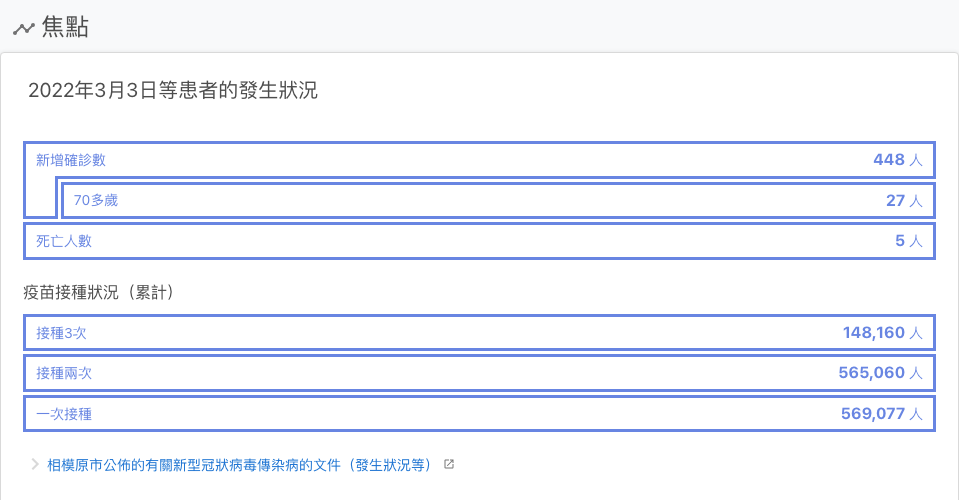 焦點
2022年3月3日等患者的發生狀況
新增確診數 448 人
70多歲 27 人
死亡人數 5 人
疫苗接種狀況（累計）
接種3次 148,160 人
接種兩次 565,060 人
一次接種 569,077 人
相模原市公佈的有關新型冠狀病毒傳染病的文件（發生狀況等）